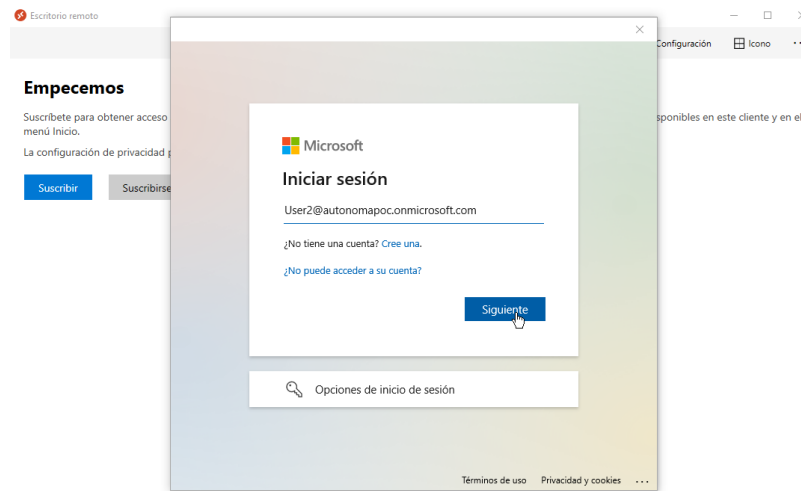 Escritorio remoto
Configuración
Icono
Empecemos
Suscríbete para obtener acceso
sponibles en este cliente y en el
menú Inicio.
La configuración de privacidad
Suscribir
Suscribirse
Microsoft
Iniciar sesión
User2@autonomapoc.onmicrosoft.com
¿No tiene una cuenta? Cree una.
¿No puede acceder a su cuenta?
Siguiente
Opciones de inicio de sesión
Términos de uso Privacidad y cookies ...